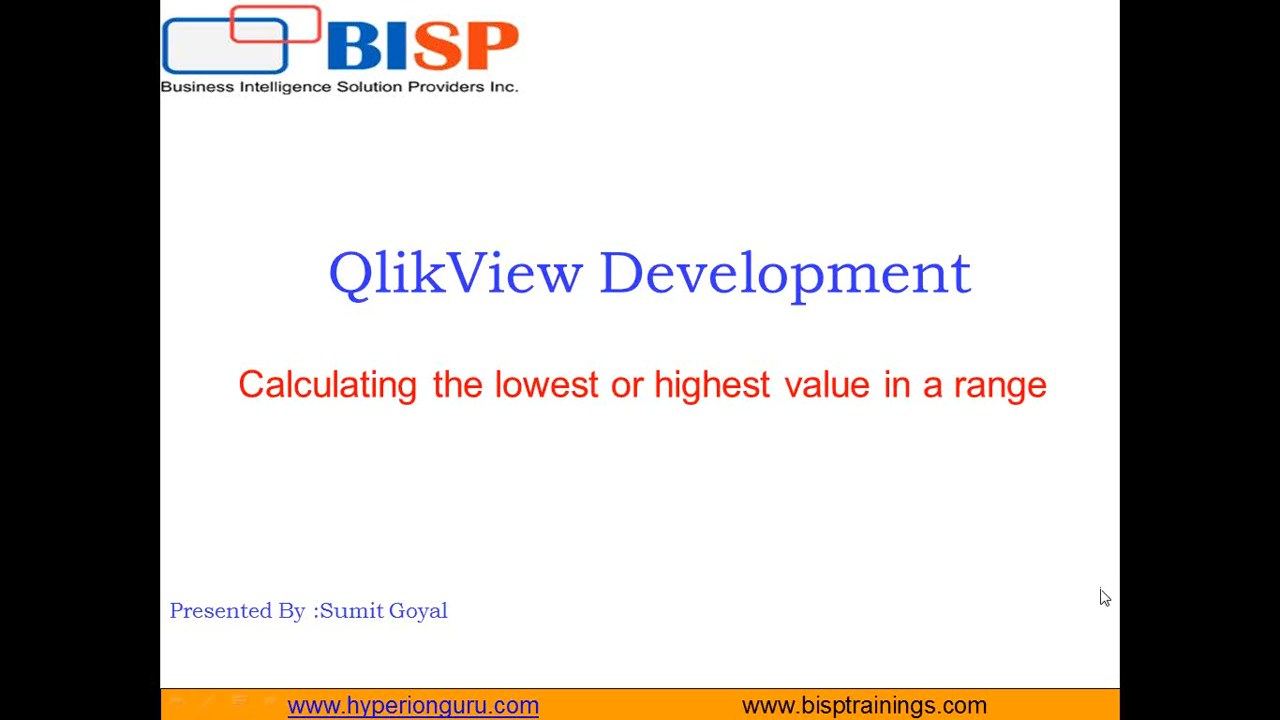 BISP
Business Intelligence Solution Providers Inc.
QlikView Development
Calculating the lowest or highest value in a range
Presented By :Sumit Goyal
www.hyperionguru.com
www.bisptrainings.com